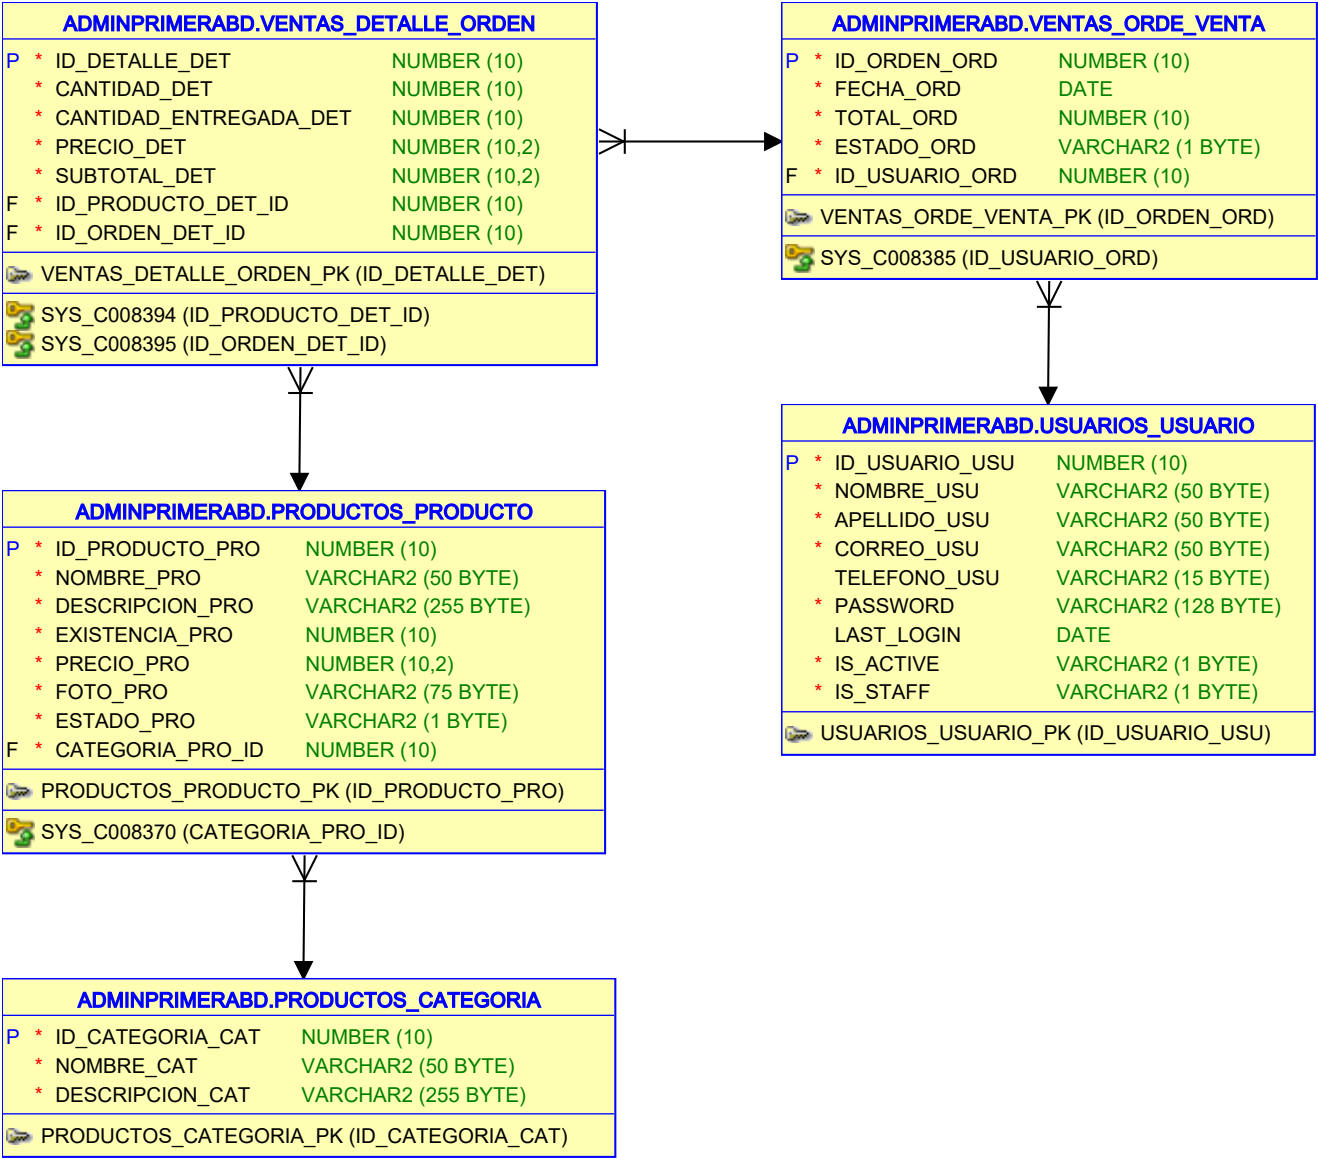 ADMINPRIMERABD.VENTAS_DETALLE_ORDEN
P * ID_DETALLE_DET NUMBER (10)
* CANTIDAD_DET NUMBER (10)
* CANTIDAD_ENTREGADA_DET NUMBER (10)
* PRECIO_DET NUMBER (10,2)
* SUBTOTAL_DET NUMBER (10,2)
F * ID_PRODUCTO_DET_ID NUMBER (10)
F * ID_ORDEN_DET_ID NUMBER (10)
VENTAS_DETALLE_ORDEN_PK (ID_DETALLE_DET)
SYS_C008394 (ID_PRODUCTO_DET_ID)
SYS_C008395 (ID_ORDEN_DET_ID)
ADMINPRIMERABD.VENTAS_ORDE_VENTA
P * ID_ORDEN_ORD NUMBER (10)
* FECHA_ORD DATE
* TOTAL_ORD NUMBER (10)
* ESTADO_ORD VARCHAR2 (1 BYTE)
F * ID_USUARIO_ORD NUMBER (10)
VENTAS_ORDE_VENTA_PK (ID_ORDEN_ORD)
SYS_C008385 (ID_USUARIO_ORD)
ADMINPRIMERABD.USUARIOS_USUARIO
P * ID_USUARIO_USU NUMBER (10)
* NOMBRE_USU VARCHAR2 (50 BYTE)
* APELLIDO_USU VARCHAR2 (50 BYTE)
* CORREO_USU VARCHAR2 (50 BYTE)
TELEFONO_USU VARCHAR2 (15 BYTE)
* PASSWORD VARCHAR2 (128 BYTE)
LAST_LOGIN DATE
* IS_ACTIVE VARCHAR2 (1 BYTE)
* IS_STAFF VARCHAR2 (1 BYTE)
USUARIOS_USUARIO_PK (ID_USUARIO_USU)
ADMINPRIMERABD.PRODUCTOS_PRODUCTO
P * ID_PRODUCTO_PRO NUMBER (10)
* NOMBRE_PRO VARCHAR2 (50 BYTE)
* DESCRIPCION_PRO VARCHAR2 (255 BYTE)
* EXISTENCIA_PRO NUMBER (10)
* PRECIO_PRO NUMBER (10,2)
* FOTO_PRO VARCHAR2 (75 BYTE)
* ESTADO_PRO VARCHAR2 (1 BYTE)
F * CATEGORIA_PRO_ID NUMBER (10)
PRODUCTOS_PRODUCTO_PK (ID_PRODUCTO_PRO)
SYS_C008370 (CATEGORIA_PRO_ID)
ADMINPRIMERABD.PRODUCTOS_CATEGORIA
P * ID_CATEGORIA_CAT NUMBER (10)
* NOMBRE_CAT VARCHAR2 (50 BYTE)
* DESCRIPCION_CAT VARCHAR2 (255 BYTE)
PRODUCTOS_CATEGORIA_PK (ID_CATEGORIA_CAT)